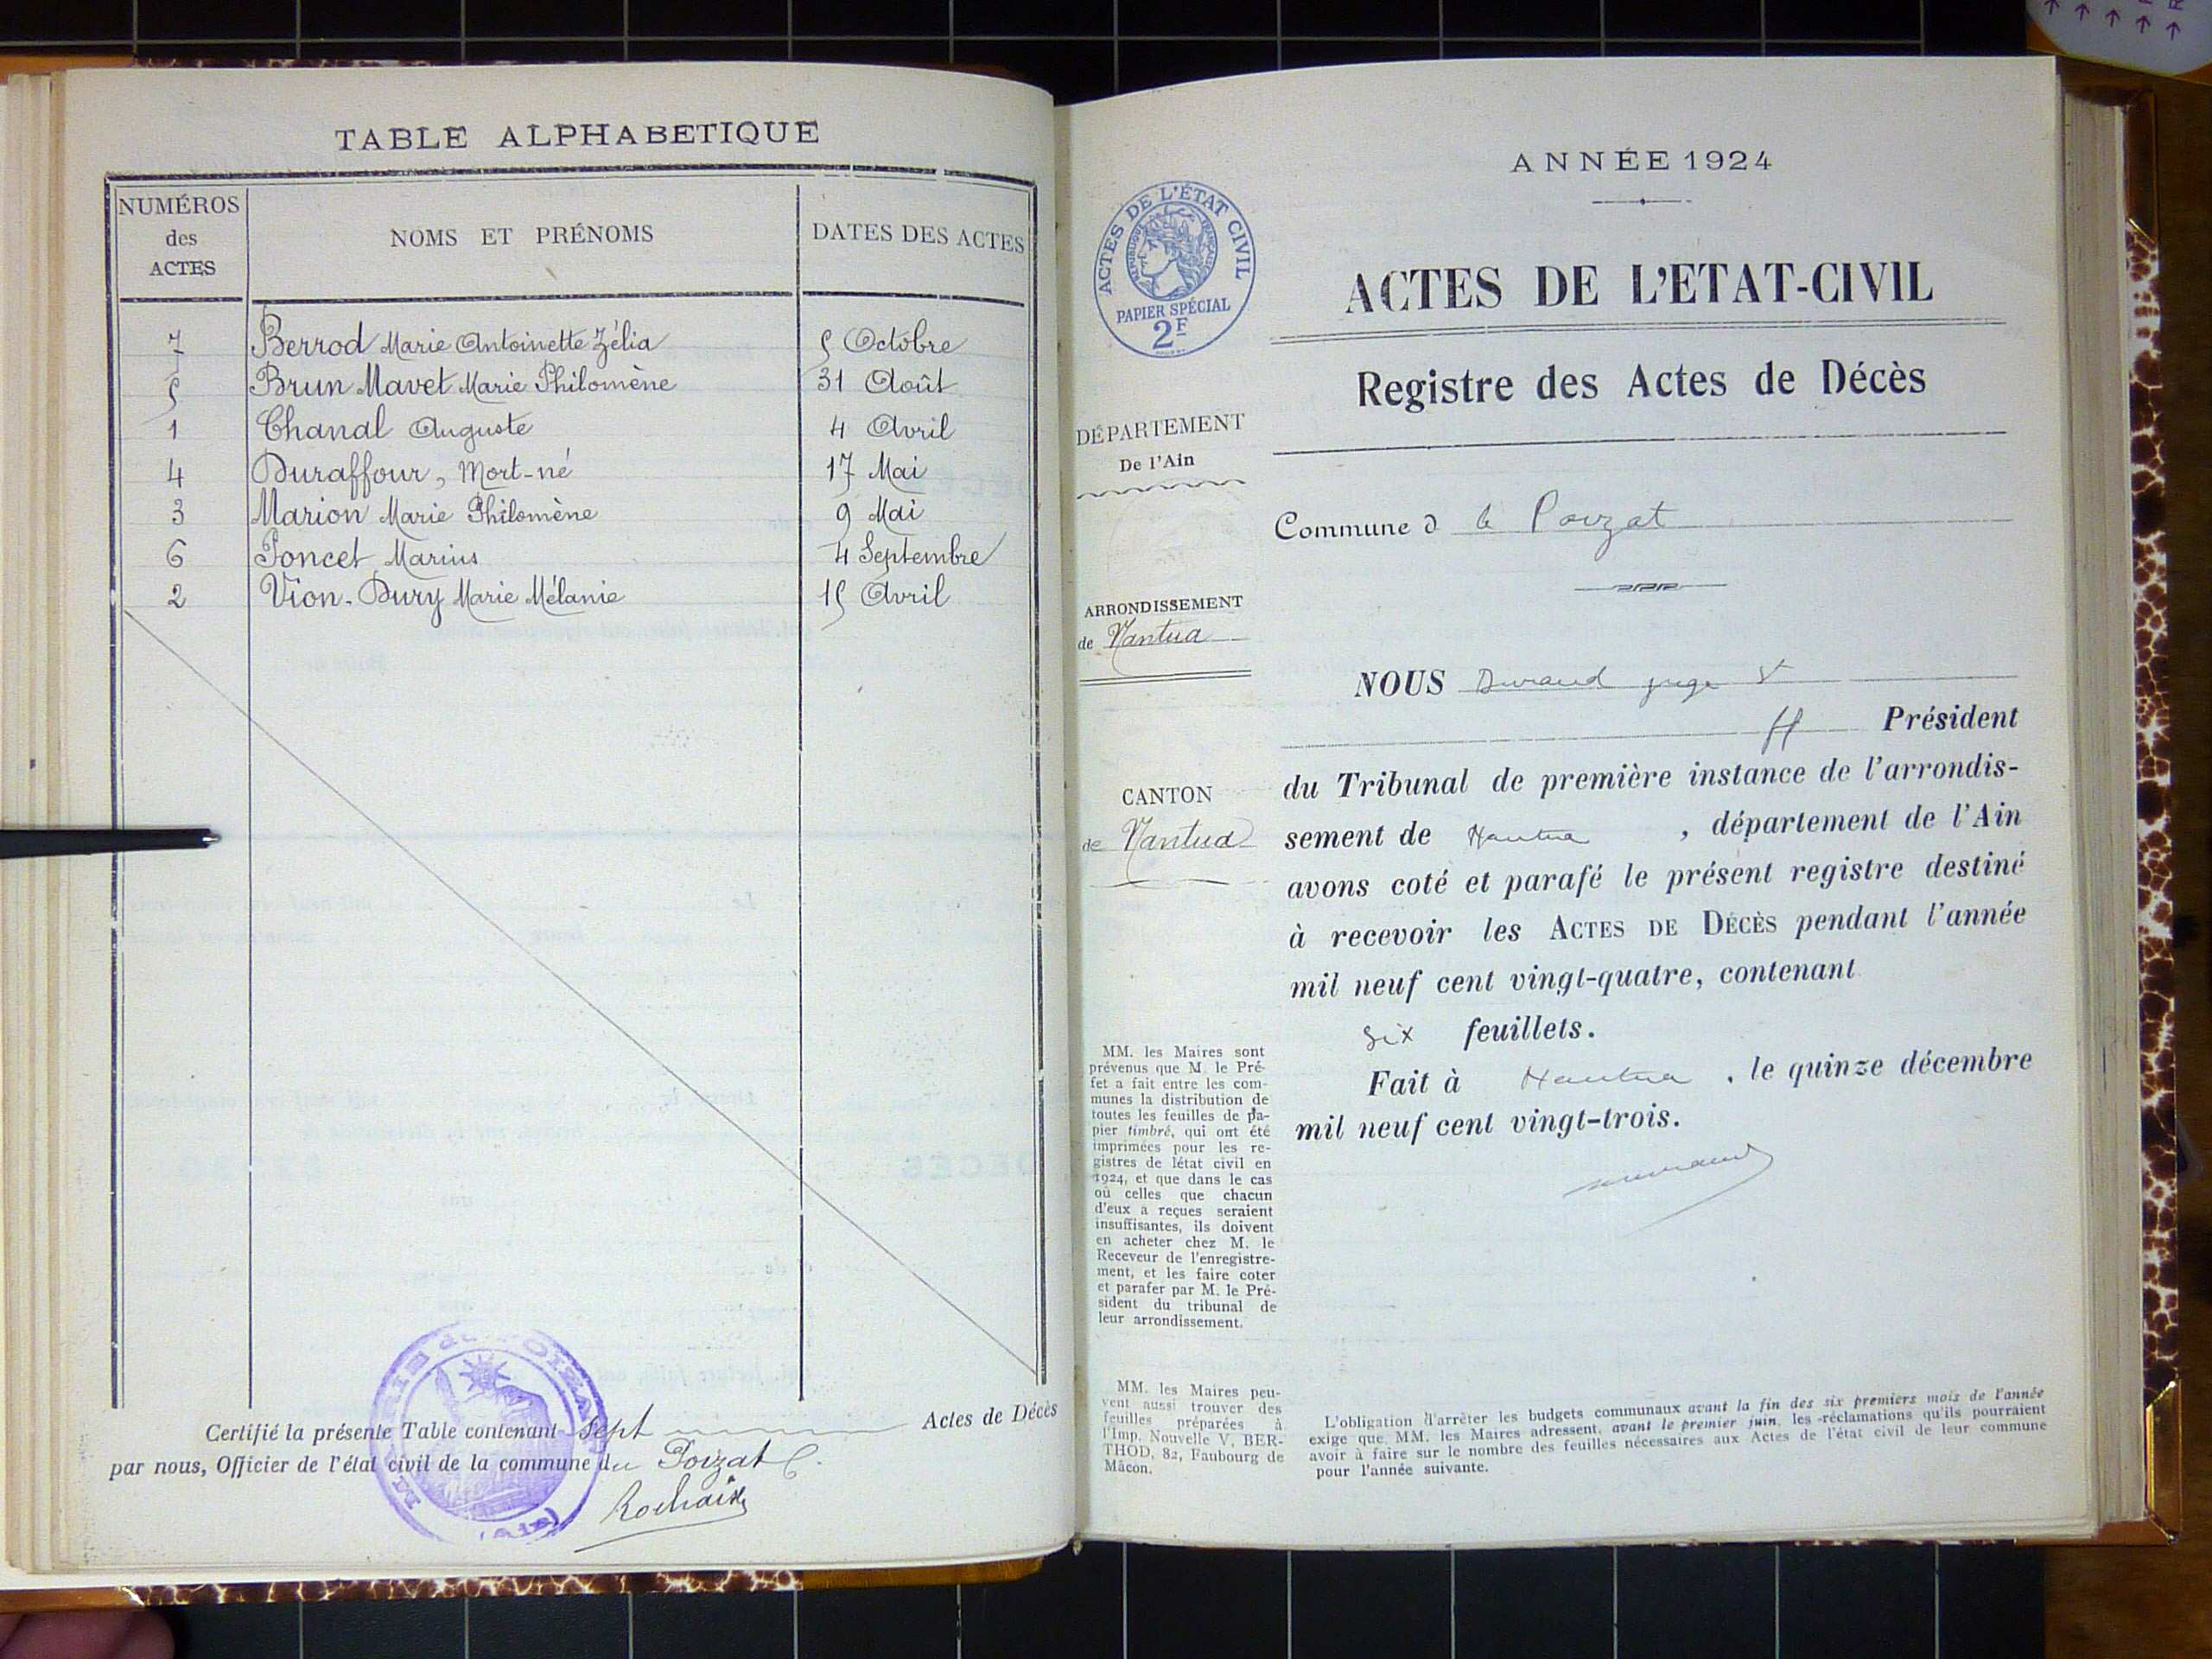 TABLE ALPHABETIQUE
NUMÉROS des ACTES NOMS ET PRÉNOMS DATES DES ACTES
7 Berrod Marie Antoinette Zélia 5 Octobre
5 Brun Mavet Marie Philomène 31 Août
1 Chanal Auguste 4 Avril
4 Duraffour, Mort-né 17 Mai
3 Marion Marie Philomène 9 Mai
6 Poncet Marius 4 Septembre
2 Vion-Dury Marie Mélanie 15 Avril
Certifié la présente Table contenant Sept Actes de Décès
par nous, Officier de l'état civil de la commune du Poizat
Rochaix
ANNÉE 1924
ACTES DE L'ÉTAT CIVIL
RÉPUBLIQUE FRANÇAISE
PAPIER SPÉCIAL
2F
ACTES DE L'ETAT-CIVIL
Registre des Actes de Décès
DÉPARTEMENT
De l'Ain
Commune d le Poizat
ARRONDISSEMENT
de Nantua
CANTON
de Nantua
NOUS Durand juge
ff Président
du Tribunal de première instance de l'arrondis-
sement de Nantua , département de l'Ain
avons coté et parafé le présent registre destiné
à recevoir les ACTES DE DÉCÈS pendant l'année
mil neuf cent vingt-quatre, contenant
six feuillets.
Fait à Nantua , le quinze décembre
mil neuf cent vingt-trois.
Durand
MM. les Maires sont
prévenus que M. le Pré-
fet a fait entre les com-
munes la distribution de
toutes les feuilles de pa-
pier timbré, qui ont été
imprimées pour les re-
gistres de létat civil en
1924, et que dans le cas
où celles que chacun
d'eux a reçues seraient
insuffisantes, ils doivent
en acheter chez M. le
Receveur de l'enregistre-
ment, et les faire coter
et parafer par M. le Pré-
sident du tribunal de
leur arrondissement.
MM. les Maires peu-
vent aussi trouver des
feuilles préparées à
l'Imp. Nouvelle V. BER-
THOD, 82, Faubourg de
Mâcon.
L'obligation d'arrêter les budgets communaux avant la fin des six premiers mois de l'année
exige que MM. les Maires adressent, avant le premier juin, les réclamations qu'ils pourraient
avoir à faire sur le nombre des feuilles nécessaires aux Actes de l'état civil de leur commune
pour l'année suivante.